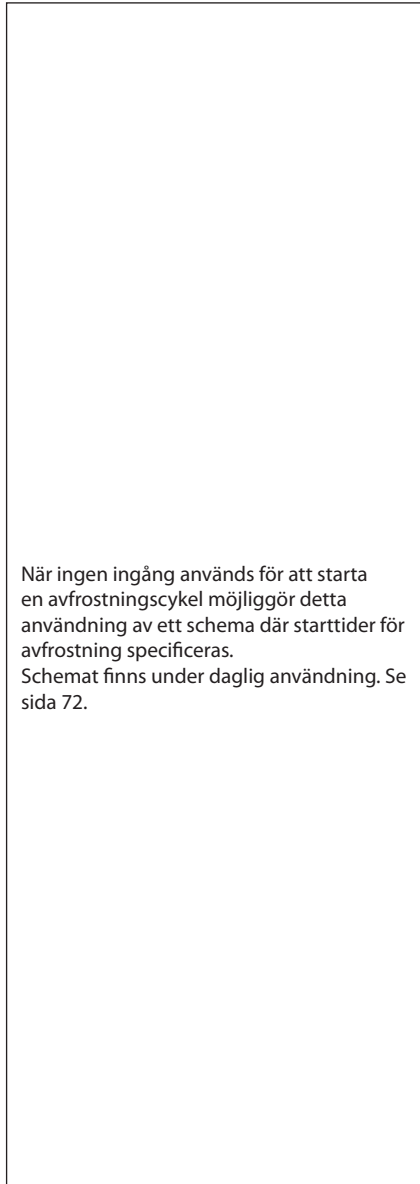 När ingen ingång används för att starta
en avfrostningscykel möjliggör detta
användning av ett schema där starttider för
avfrostning specificeras.
Schemat finns under daglig användning. Se
sida 72.